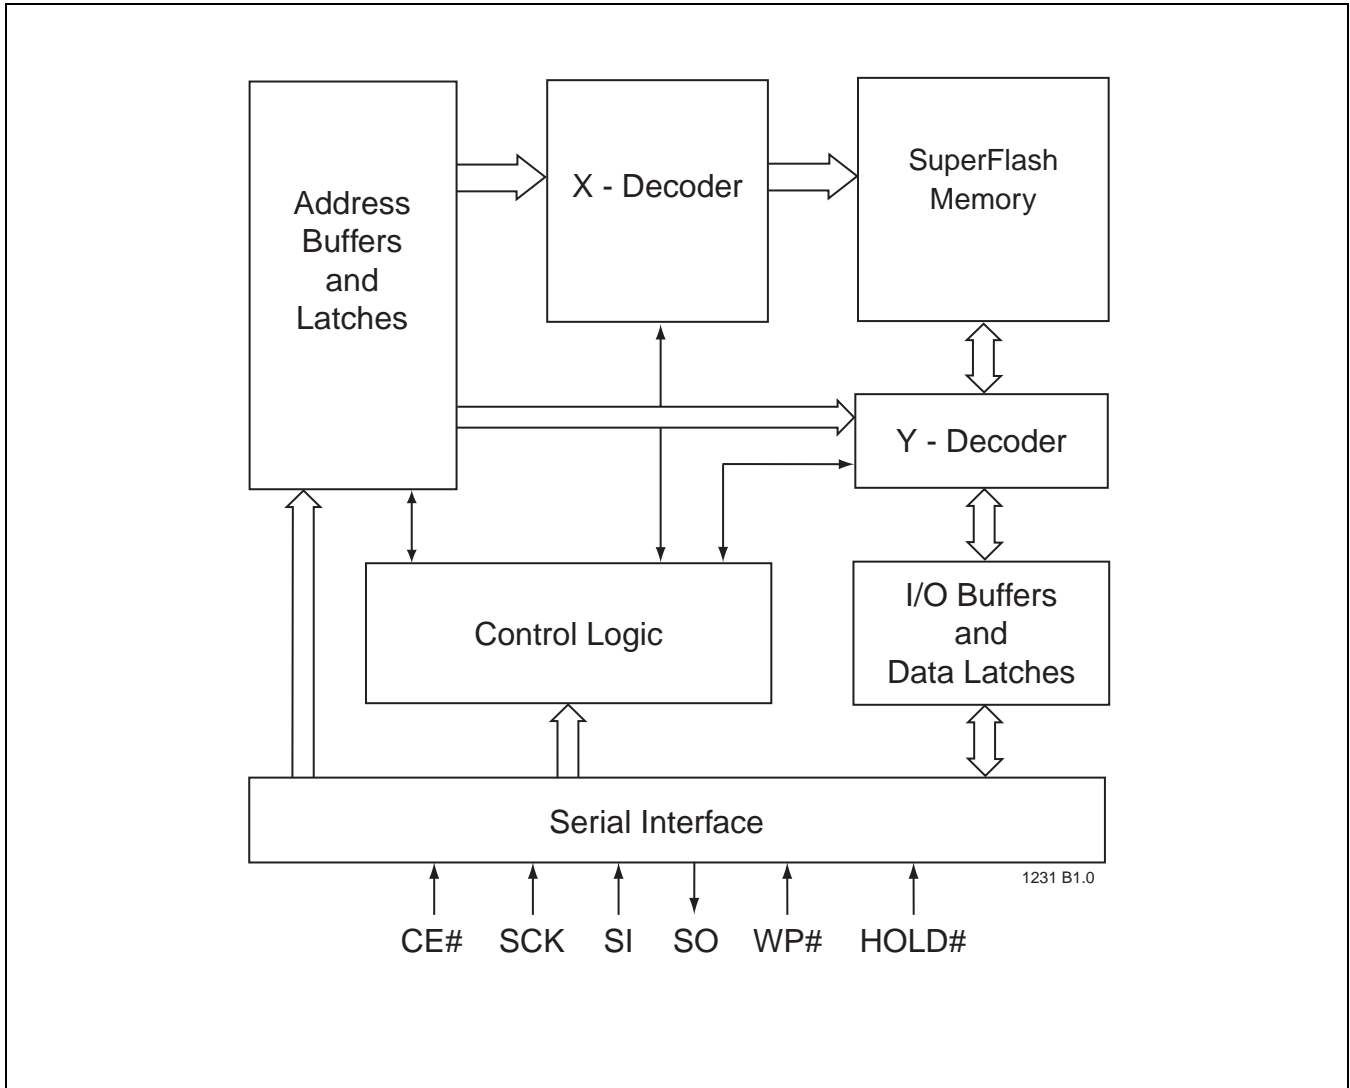 Address
Buffers
and
Latches
X - Decoder
SuperFlash
Memory
Y - Decoder
Control Logic
I/O Buffers
and
Data Latches
Serial Interface
1231 B1.0
CE# SCK SI SO WP# HOLD#